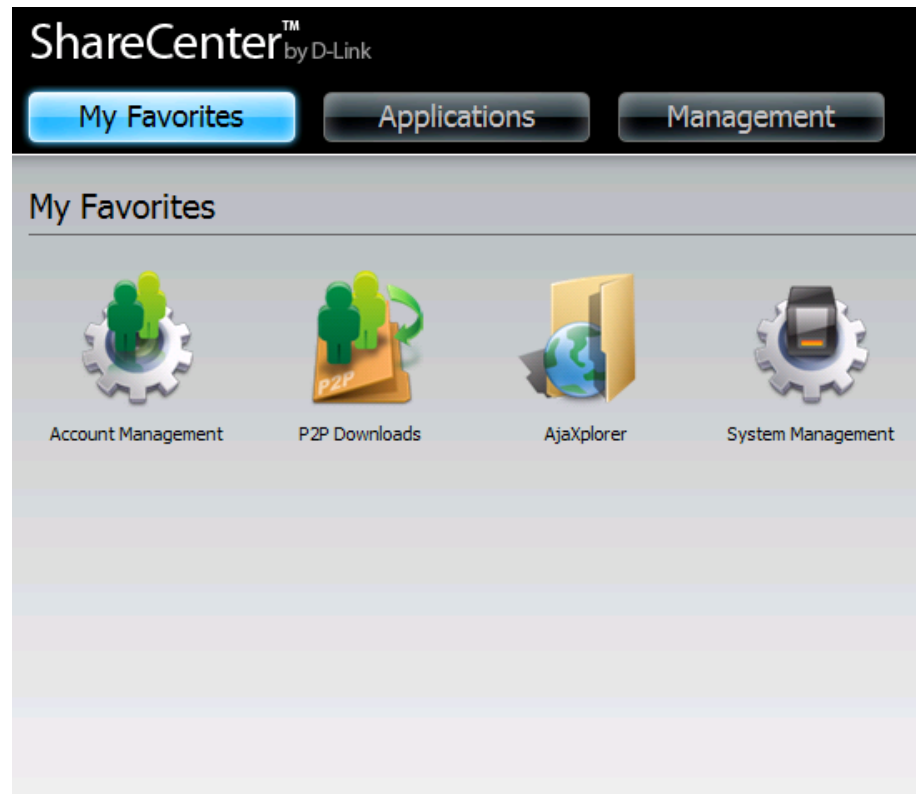 ShareCenter™ by D-Link
My Favorites Applications Management
My Favorites
P2P
Account Management P2P Downloads AjaXplorer System Management